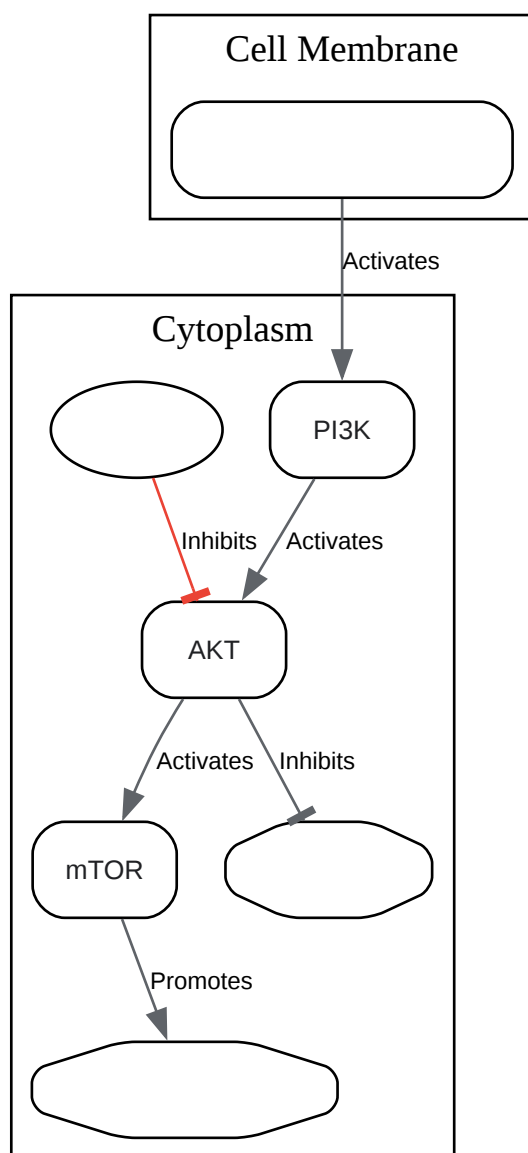 Cell Membrane
Activates
Cytoplasm
PI3K
Inhibits
Activates
AKT
Activates
Inhibits
mTOR
Promotes